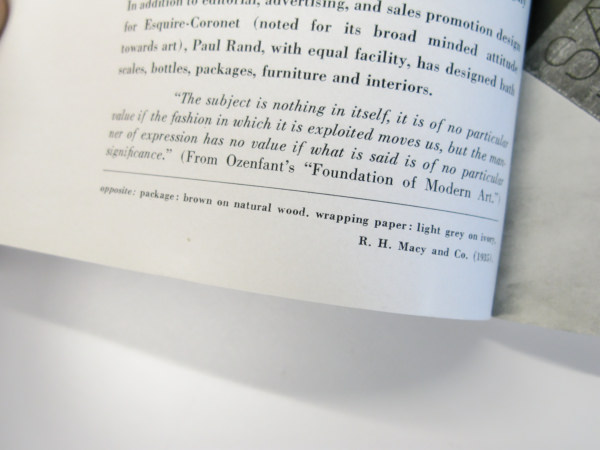 In addition to editorial, advertising, and sales promotion design
for Esquire-Coronet (noted for its broad minded attitude
towards art), Paul Rand, with equal facility, has designed both
scales, bottles, packages, furniture and interiors.
"The subject is nothing in itself, it is of no particular
value if the fashion in which it is exploited moves us, but the man-
ner of expression has no value if what is said is of no particular
significance." (From Ozenfant's "Foundation of Modern Art.")
opposite: package: brown on natural wood, wrapping paper: light grey on ivory.
R. H. Macy and Co. (1937).
SA